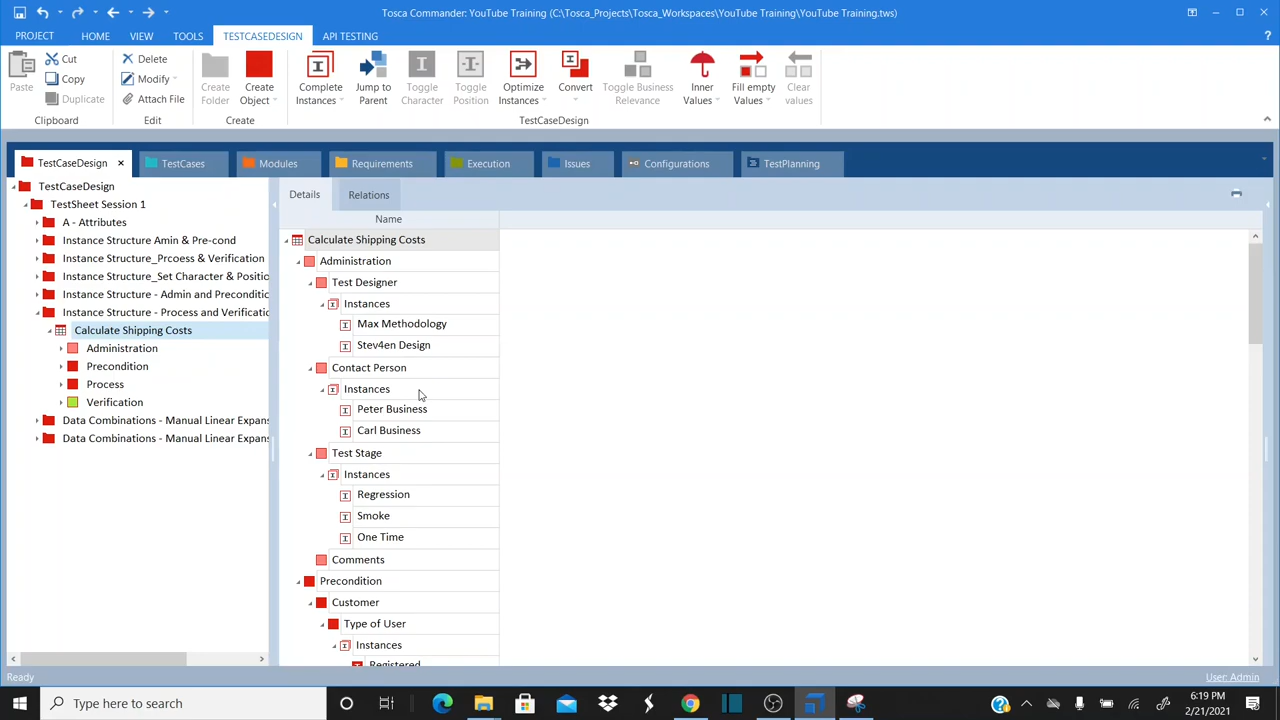 Tosca Commander: YouTube Training (C:\Tosca_Projects\Tosca_Workspaces\YouTube Training\YouTube Training.tws)
PROJECT HOME VIEW TOOLS TESTCASEDESIGN API TESTING
Paste
Cut
Copy
Duplicate
Clipboard
Delete
Modify
Attach File
Edit
Create Folder
Create Object
Create
Complete Instances
Jump to Parent
Toggle Character
Toggle Position
Optimize Instances
Convert
Toggle Business Relevance
Inner Values
Fill empty Values
Clear values
TestCaseDesign
TestCaseDesign TestCases Modules Requirements Execution Issues Configurations TestPlanning
TestCaseDesign
TestSheet Session 1
A - Attributes
Instance Structure Amin & Pre-cond
Instance Structure_Prcoess & Verification
Instance Structure_Set Character & Positio
Instance Structure - Admin and Preconditio
Instance Structure - Process and Verificatio
Calculate Shipping Costs
Administration
Precondition
Process
Verification
Data Combinations - Manual Linear Expans
Data Combinations - Manual Linear Expans
Details Relations
Name
Calculate Shipping Costs
Administration
Test Designer
Instances
Max Methodology
Stev4en Design
Contact Person
Instances
Peter Business
Carl Business
Test Stage
Instances
Regression
Smoke
One Time
Comments
Precondition
Customer
Type of User
Instances
Registered
Ready
User: Admin
Type here to search
6:19 PM
2/21/2021